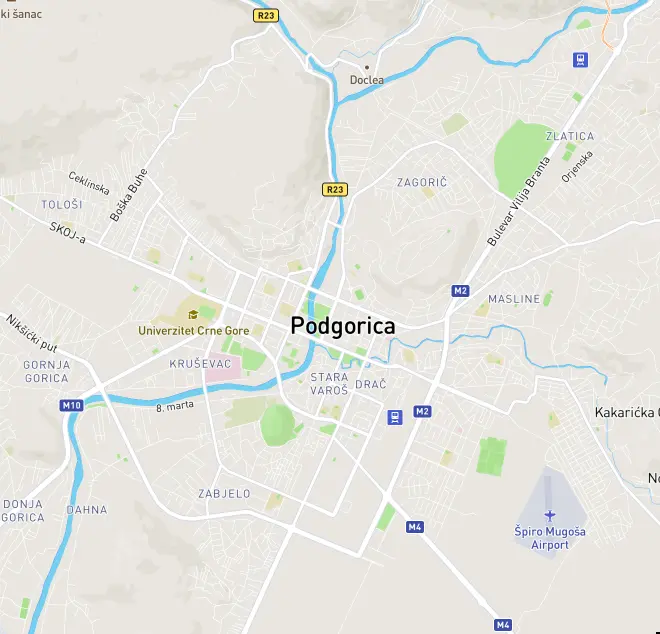 ki šanac
R23
Doclea
ZLATICA
Orjenska
ZAGORIČ
R23
Ceklinska
Boška Buhe
TOLOŠI
Bulevar Vilija Branta
SKOJ-a
M2
MASLINE
Nikšićki put
Univerzitet Crne Gore
Podgorica
GORNJA
GORICA
KRUŠEVAC
STARA
VAROŠ
DRAČ
M10
8. marta
M2
Kakarićka
ZABJELO
DONJA
GORICA
DAHNA
M4
Špiro Mugoša
Airport
M4